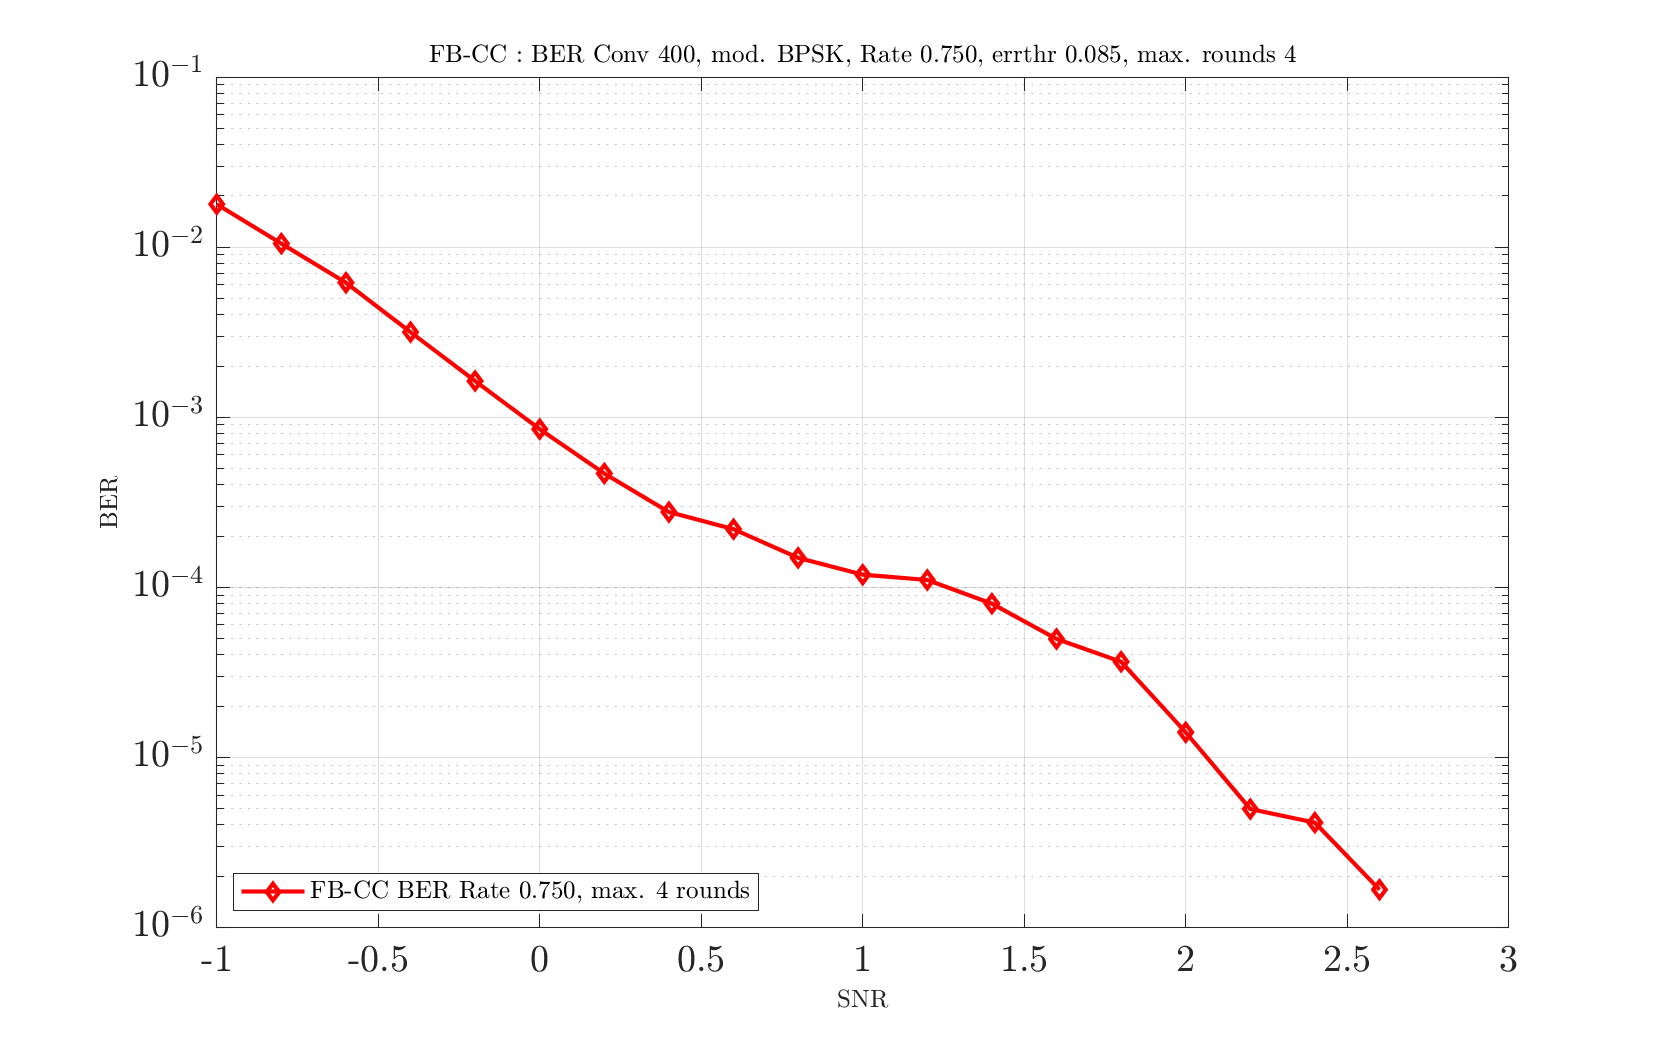 FB-CC : BER Conv 400, mod. BPSK, Rate 0.750, errthr 0.085, max. rounds 4
10^{-1}
10^{-2}
10^{-3}
10^{-4}
10^{-5}
10^{-6}
BER
FB-CC BER Rate 0.750, max. 4 rounds
-1 -0.5 0 0.5 1 1.5 2 2.5 3
SNR